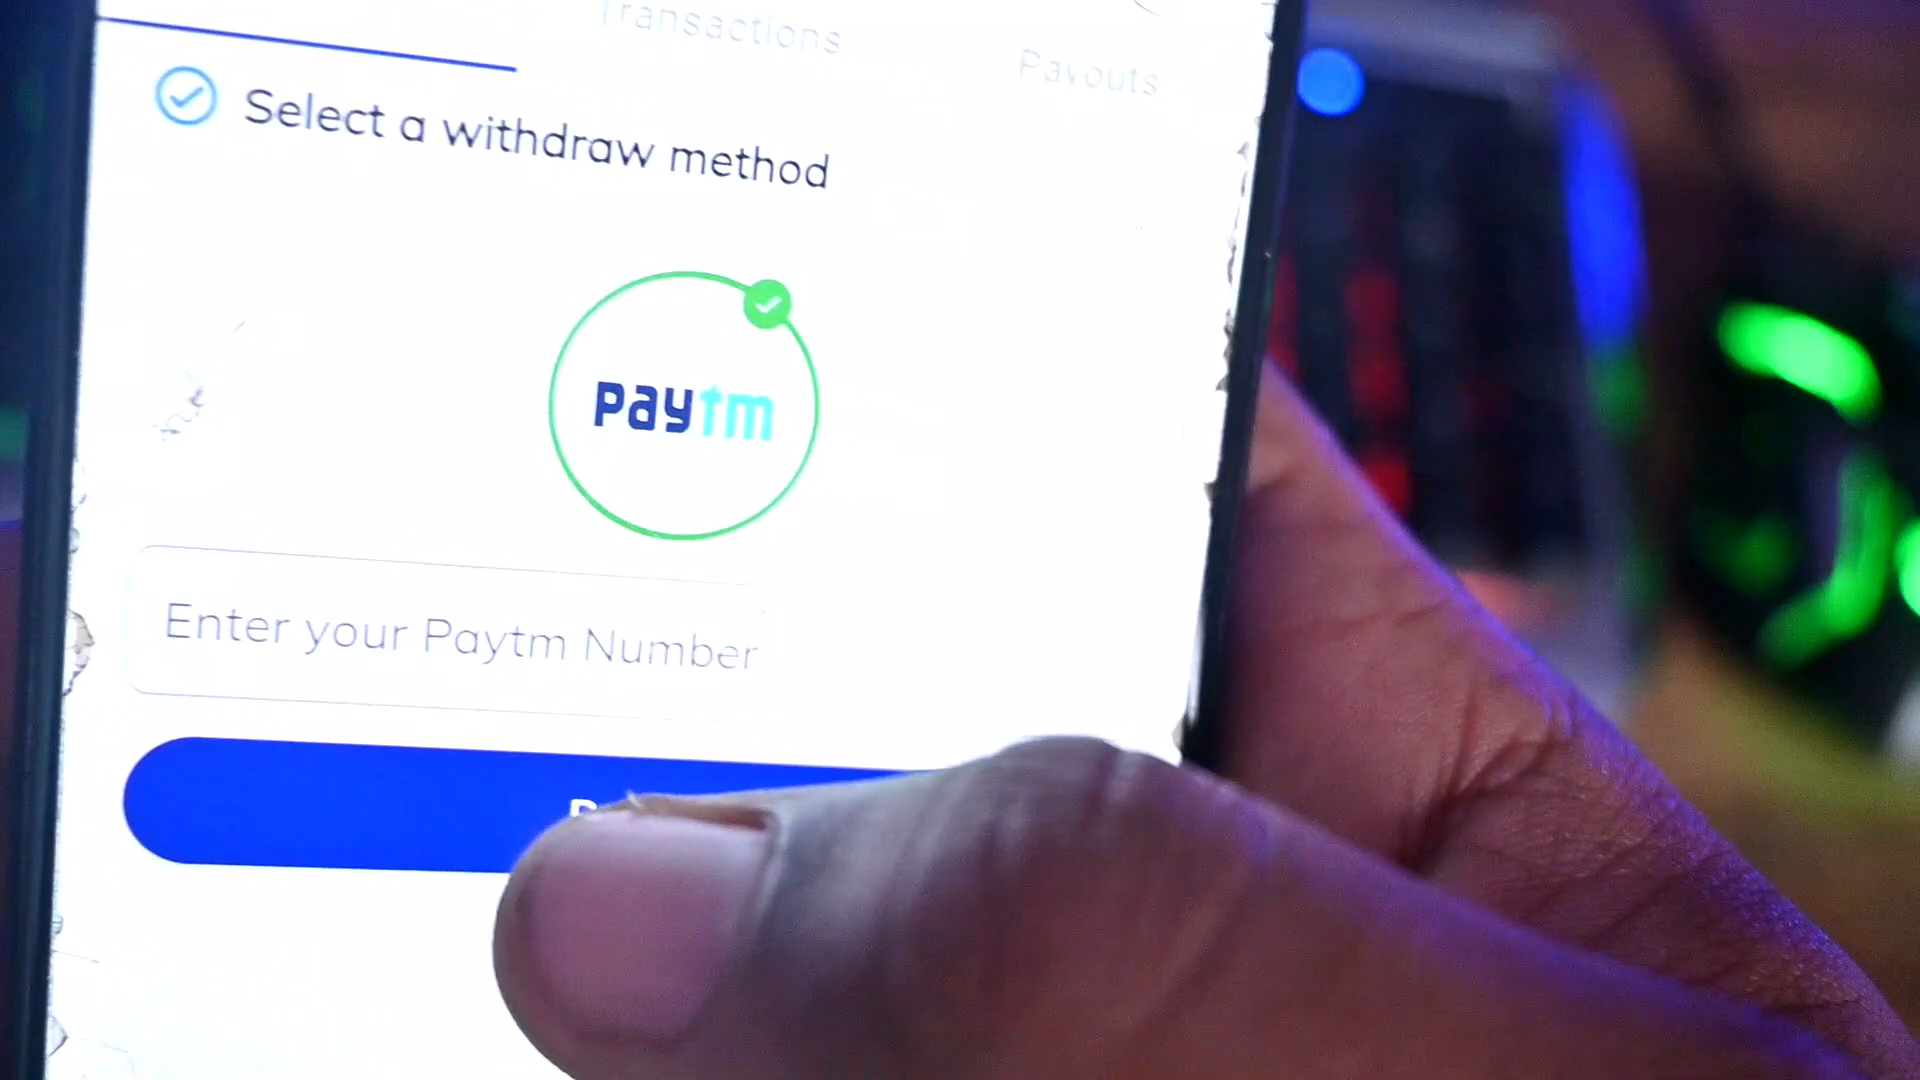 Transactions
Payouts
Select a withdraw method
paytm
Enter your Paytm Number